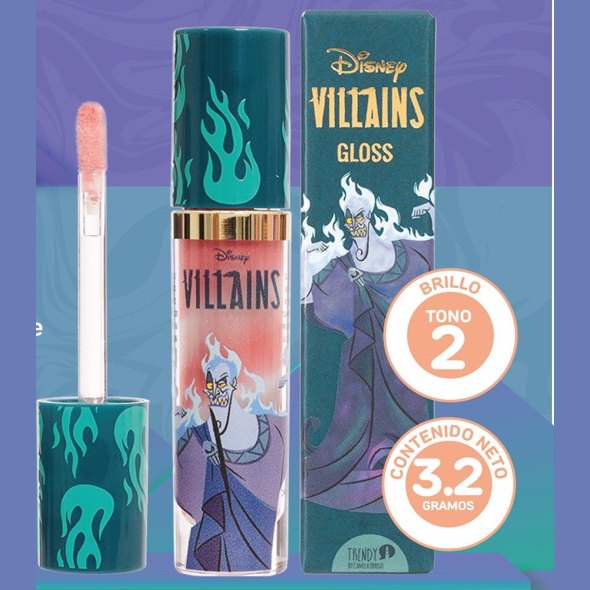 Disney
VILLAINS
GLOSS
Disney
VILLAINS
BRILLO
TONO
2
CONTENIDO NETO
3.2
GRAMOS
TRENDY
e